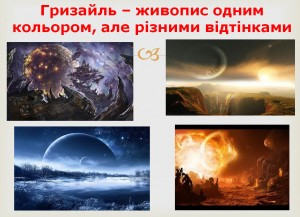 Гризайль – живопис одним
кольором, але різними відтінками